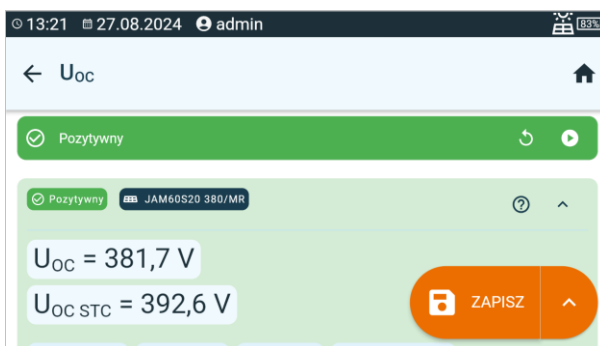 13:21 27.08.2024 admin 83%
Uoc
Pozytywny
Pozytywny JAM60S20 380/MR
UOC = 381,7 V
UOC STC = 392,6 V
ZAPISZ